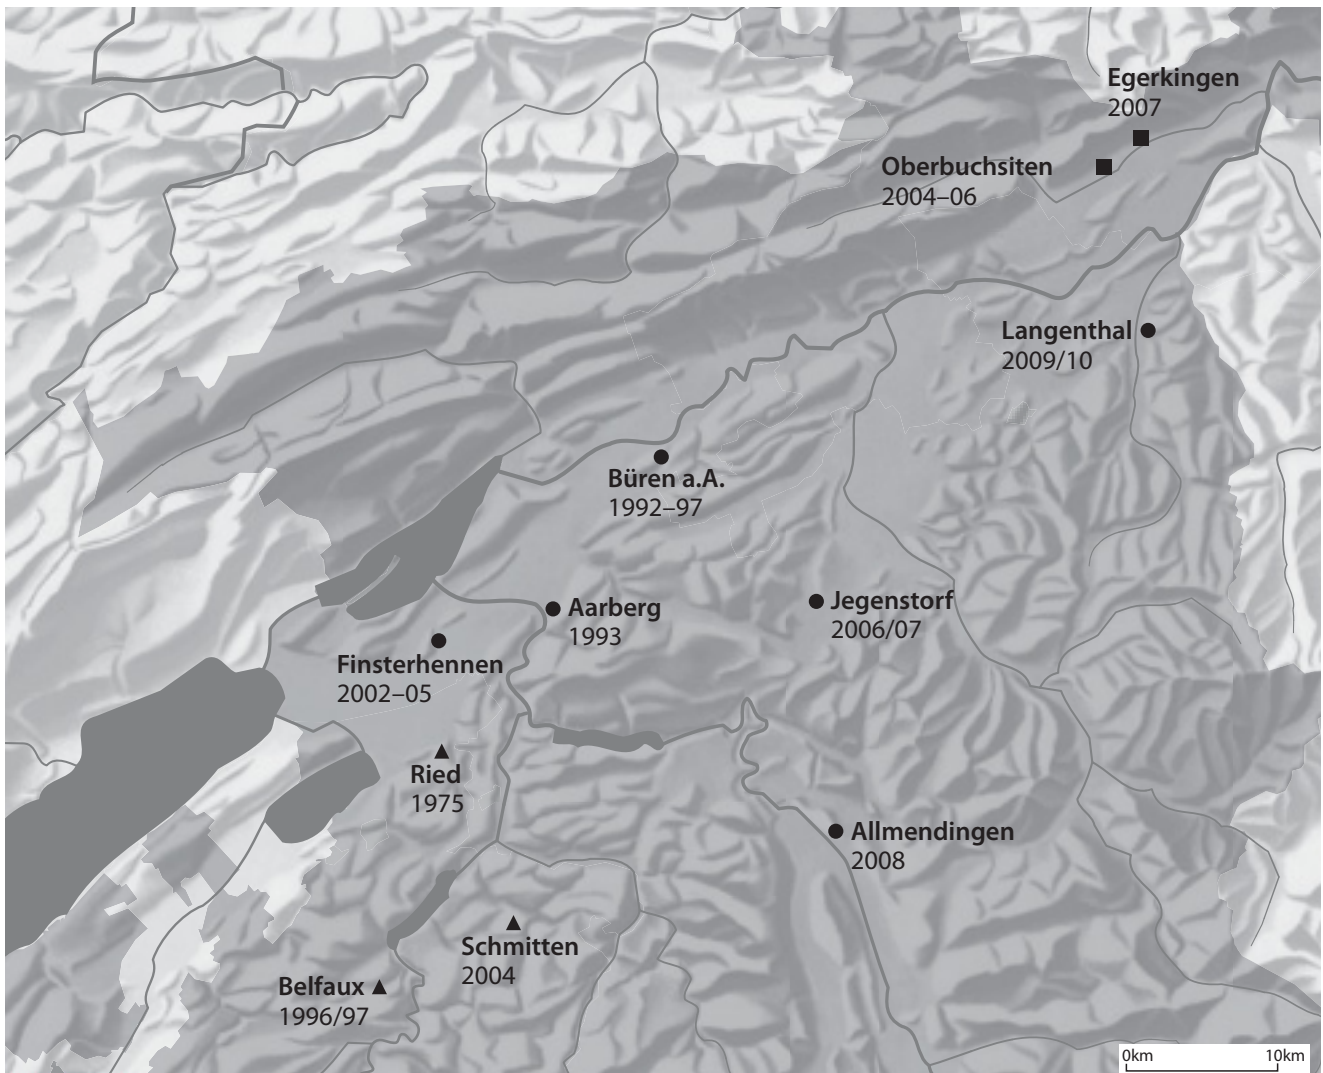 Egerkingen
2007
Oberbuchsiten
2004–06
Langenthal
2009/10
Büren a.A.
1992–97
Aarberg
1993
Jegenstorf
2006/07
Finsterhennen
2002–05
Ried
1975
Allmendingen
2008
Schmitten
2004
Belfaux
1996/97
0km 10km